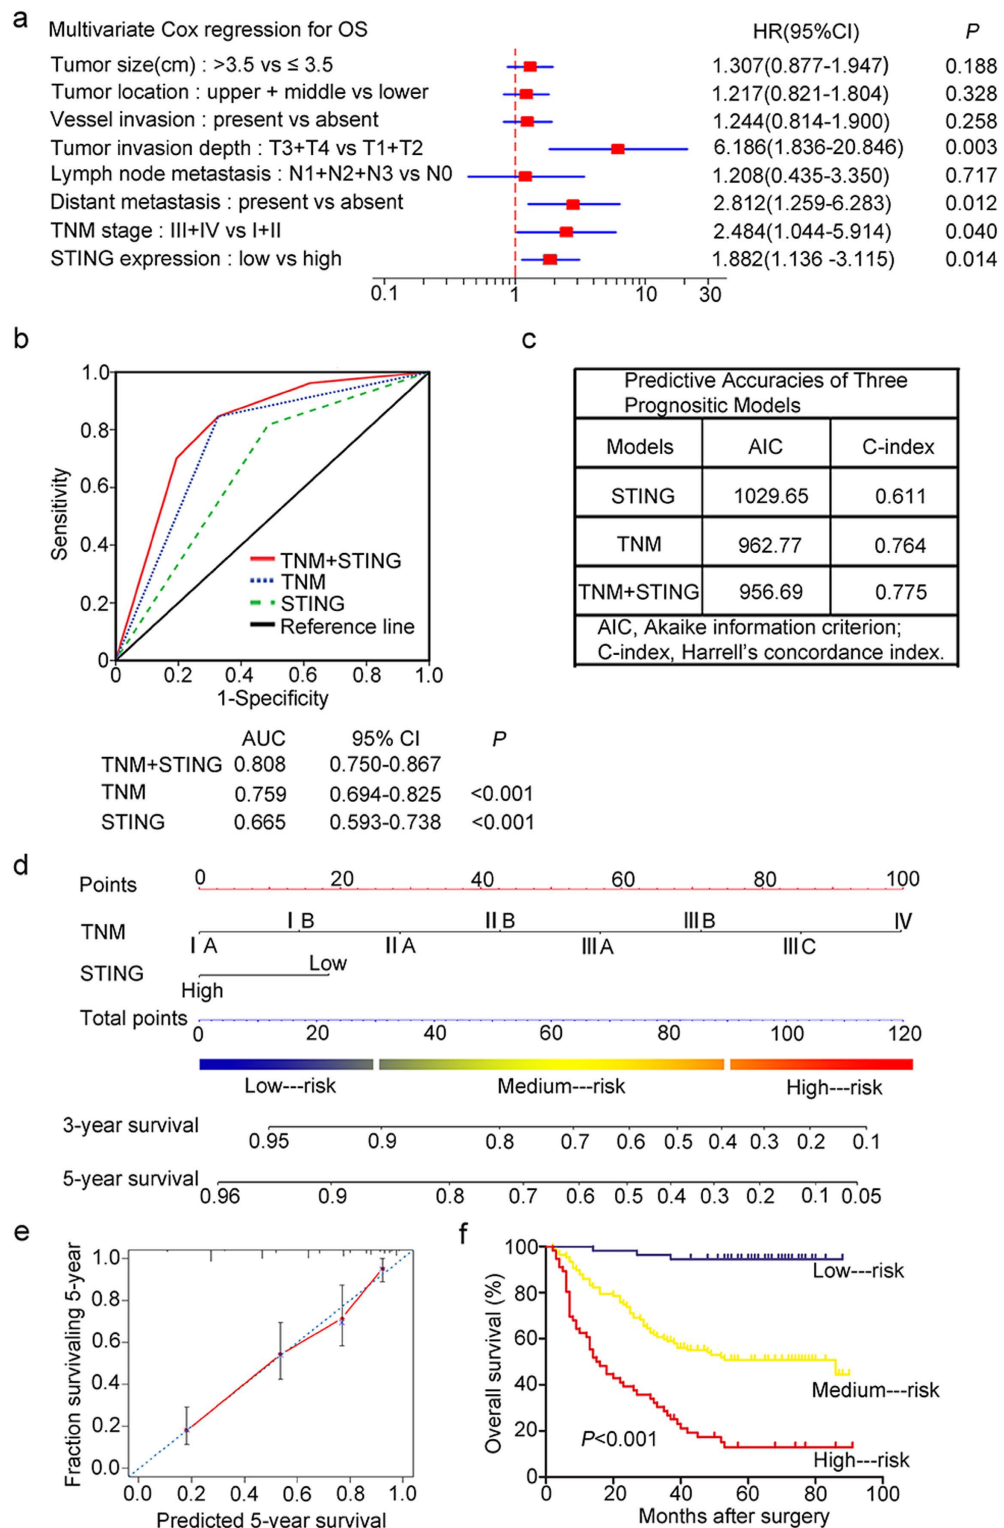 a
Multivariate Cox regression for OS HR(95%CI) P
Tumor size(cm) : >3.5 vs ≤ 3.5 1.307(0.877-1.947) 0.188
Tumor location : upper + middle vs lower 1.217(0.821-1.804) 0.328
Vessel invasion : present vs absent 1.244(0.814-1.900) 0.258
Tumor invasion depth : T3+T4 vs T1+T2 6.186(1.836-20.846) 0.003
Lymph node metastasis : N1+N2+N3 vs N0 1.208(0.435-3.350) 0.717
Distant metastasis : present vs absent 2.812(1.259-6.283) 0.012
TNM stage : III+IV vs I+II 2.484(1.044-5.914) 0.040
STING expression : low vs high 1.882(1.136 -3.115) 0.014
0.1 1 10 30
b
1.0
0.8
0.6
0.4
0.2
0
Sensitivity
TNM+STING
TNM
STING
Reference line
0 0.2 0.4 0.6 0.8 1.0
1-Specificity
AUC 95% CI P
TNM+STING 0.808 0.750-0.867
TNM 0.759 0.694-0.825 <0.001
STING 0.665 0.593-0.738 <0.001
c
Predictive Accuracies of Three
Prognositic Models
Models AIC C-index
STING 1029.65 0.611
TNM 962.77 0.764
TNM+STING 956.69 0.775
AIC, Akaike information criterion;
C-index, Harrell's concordance index.
d
Points 0 20 40 60 80 100
I B II B III B IV
TNM
I A II A III A III C
Low
STING
High
Total points 0 20 40 60 80 100 120
Low---risk Medium---risk High---risk
3-year survival
0.95 0.9 0.8 0.7 0.6 0.5 0.4 0.3 0.2 0.1
5-year survival
0.96 0.9 0.8 0.7 0.6 0.5 0.4 0.3 0.2 0.1 0.05
e
Fraction survivaling 5-year
1.0
0.8
0.6
0.4
0.2
0.0
0.0 0.2 0.4 0.6 0.8 1.0
Predicted 5-year survival
f
Overall survival (%)
100
80
60
40
20
0
Low---risk
Medium---risk
High---risk
P<0.001
0 20 40 60 80 100
Months after surgery